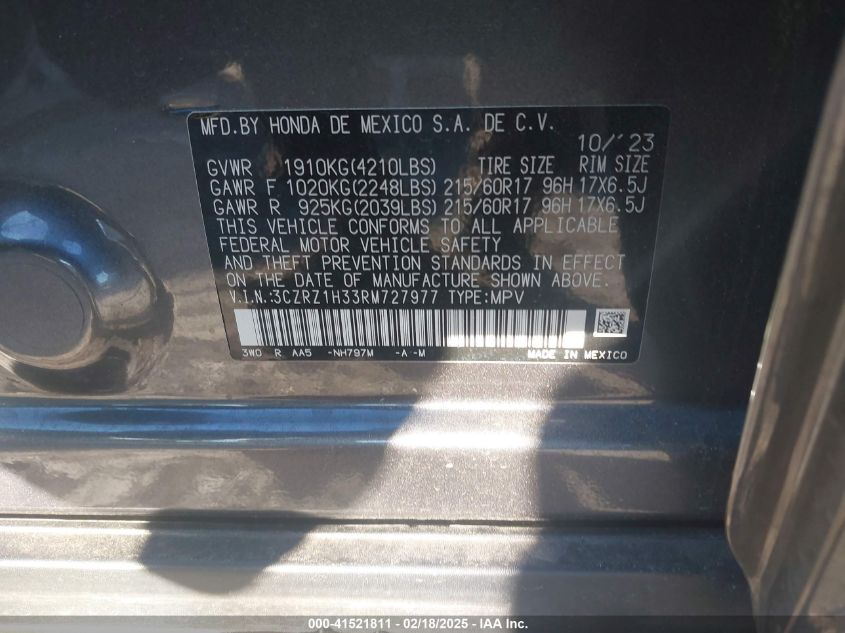 MFD.BY HONDA DE MEXICO S.A. DE C.V.
10/'23
GVWR 1910KG(4210LBS) TIRE SIZE RIM SIZE
GAWR F 1020KG(2248LBS) 215/60R17 96H 17X6.5J
GAWR R 925KG(2039LBS) 215/60R17 96H 17X6.5J
THIS VEHICLE CONFORMS TO ALL APPLICABLE
FEDERAL MOTOR VEHICLE SAFETY
AND THEFT PREVENTION STANDARDS IN EFFECT
ON THE DATE OF MANUFACTURE SHOWN ABOVE.
V.I.N.:3CZRZ1H33RM727977 TYPE:MPV
3W0 R AA5 -NH797M -A -M MADE IN MEXICO
000-41521811 - 02/18/2025 - IAA Inc.